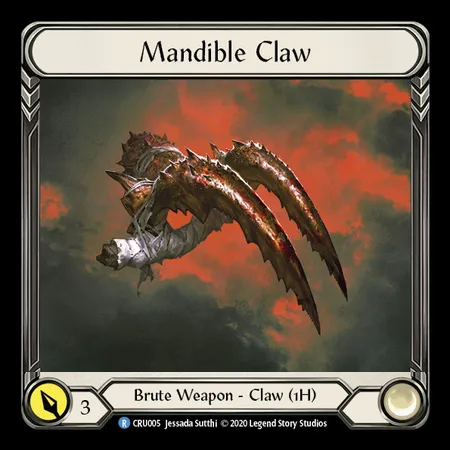 Mandible Claw
3
Brute Weapon - Claw (1H)
R CRU005 Jessada Sutthi © 2020 Legend Story Studios